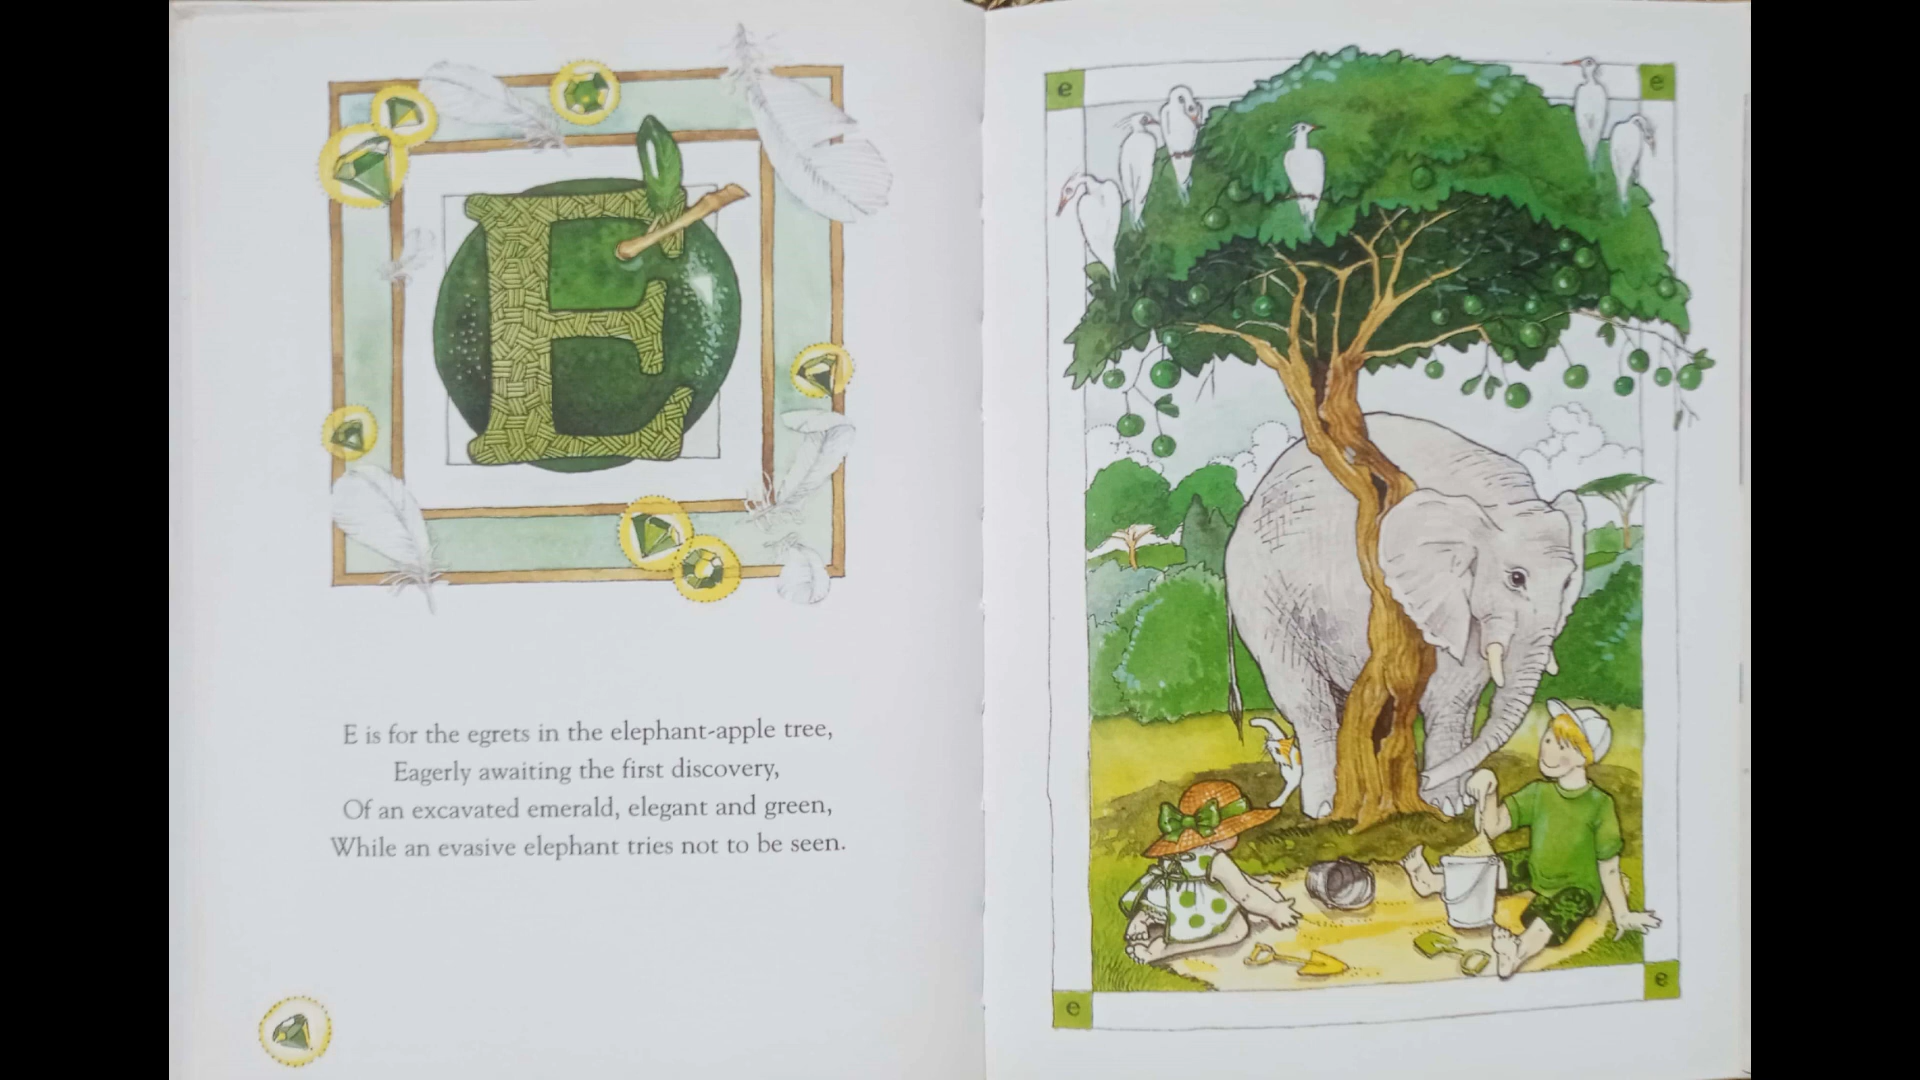 E
E is for the egrets in the elephant-apple tree,
Eagerly awaiting the first discovery,
Of an excavated emerald, elegant and green,
While an evasive elephant tries not to be seen.
e
e
e
e